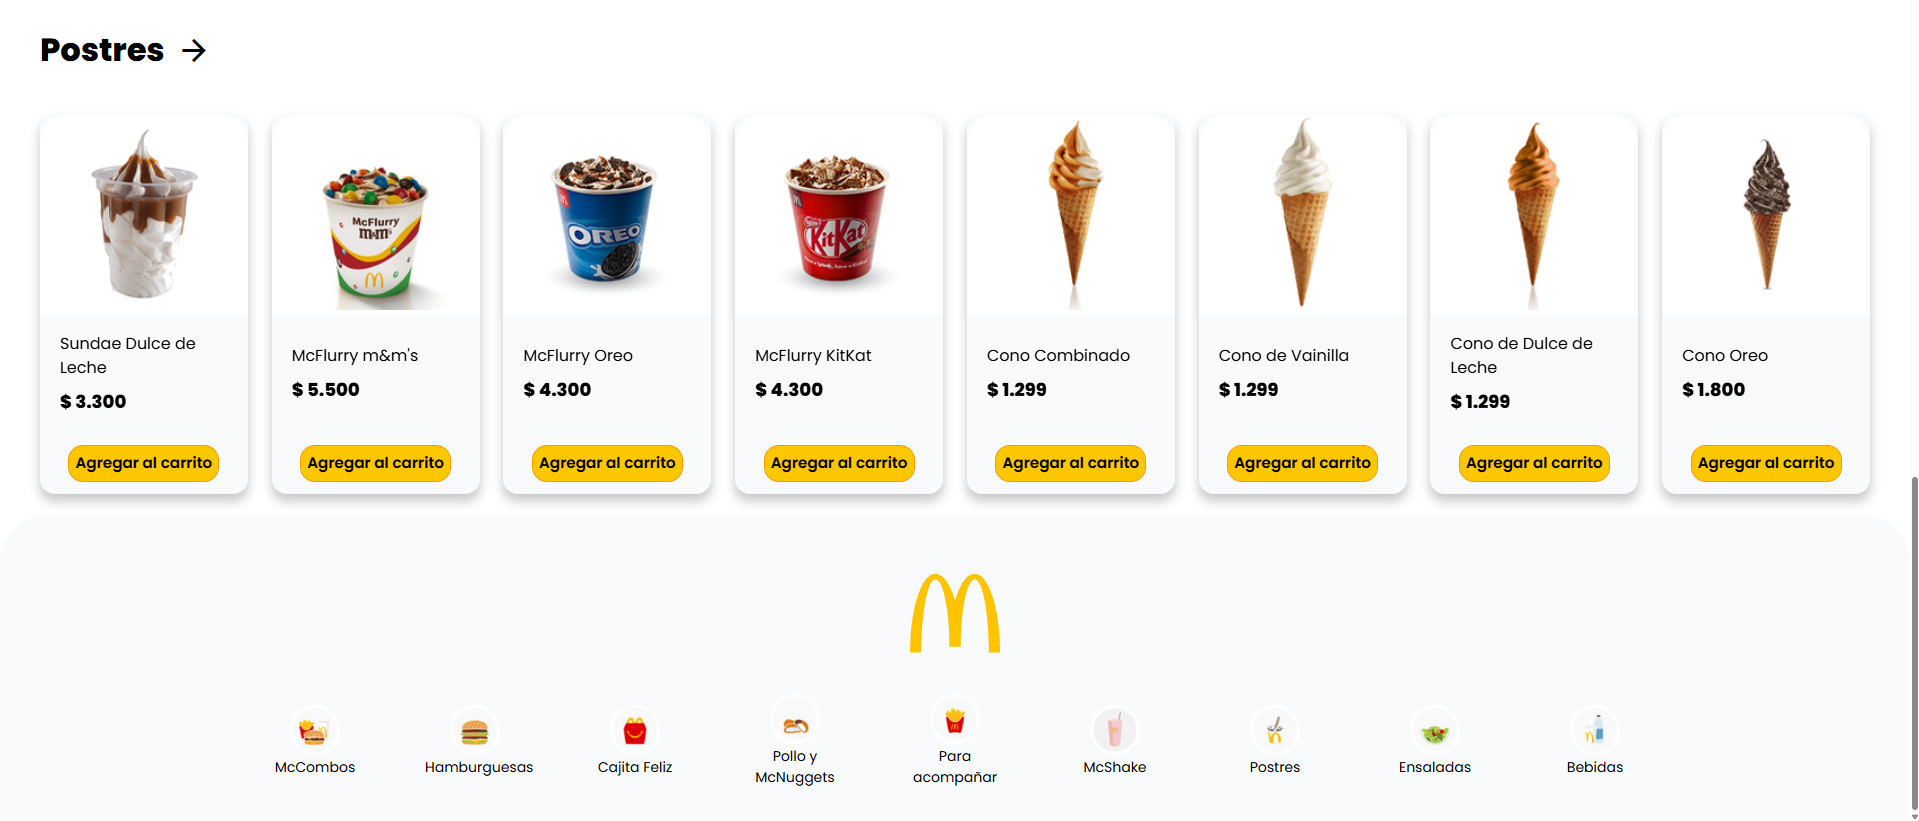 Postres →
McFlurry
m&m's
OREO
KitKat
Sundae Dulce de
Leche
$ 3.300
Agregar al carrito
McFlurry m&m's
$ 5.500
Agregar al carrito
McFlurry Oreo
$ 4.300
Agregar al carrito
McFlurry KitKat
$ 4.300
Agregar al carrito
Cono Combinado
$ 1.299
Agregar al carrito
Cono de Vainilla
$ 1.299
Agregar al carrito
Cono de Dulce de
Leche
$ 1.299
Agregar al carrito
Cono Oreo
$ 1.800
Agregar al carrito
McCombos
Hamburguesas
Cajita Feliz
Pollo y
McNuggets
Para
acompañar
McShake
Postres
Ensaladas
Bebidas